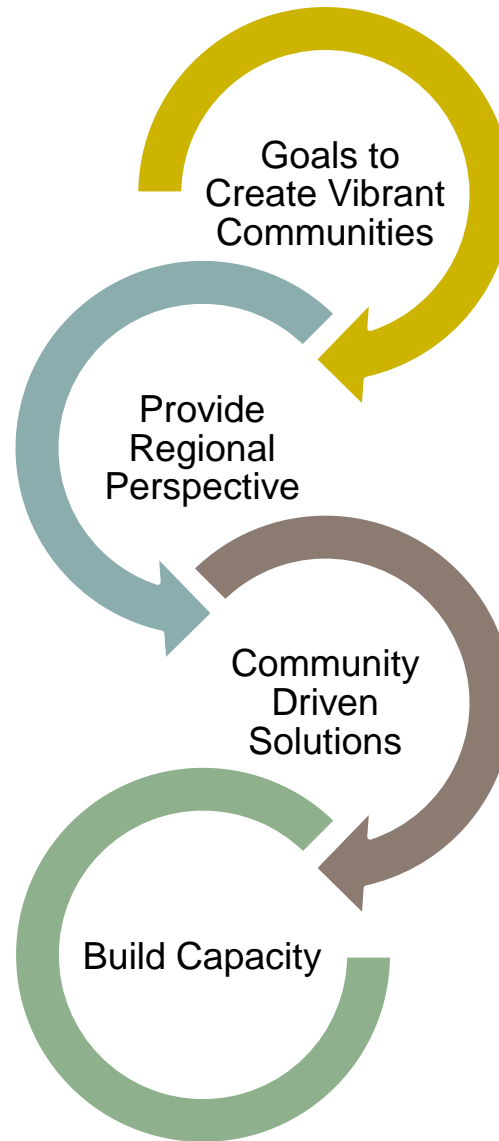 Goals to
Create Vibrant
Communities
Provide
Regional
Perspective
Community
Driven
Solutions
Build Capacity